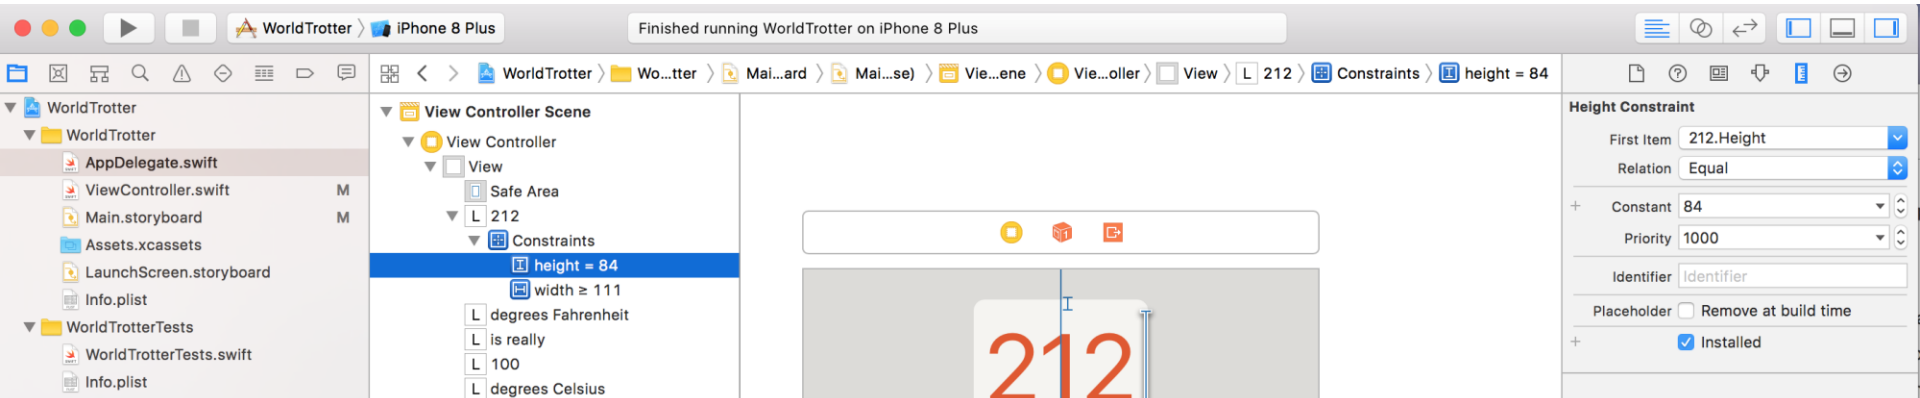 WorldTrotter iPhone 8 Plus Finished running WorldTrotter on iPhone 8 Plus
WorldTrotter Wo...tter Mai...ard Mai...se) Vie...ene Vie...oller View L 212 Constraints height = 84
WorldTrotter
WorldTrotter
AppDelegate.swift
ViewController.swift M
Main.storyboard M
Assets.xcassets
LaunchScreen.storyboard
Info.plist
WorldTrotterTests
WorldTrotterTests.swift
Info.plist
View Controller Scene
View Controller
View
Safe Area
L 212
Constraints
height = 84
width ≥ 111
L degrees Fahrenheit
L is really
L 100
L degrees Celsius
212
Height Constraint
First Item 212.Height
Relation Equal
Constant 84
Priority 1000
Identifier Identifier
Placeholder Remove at build time
Installed